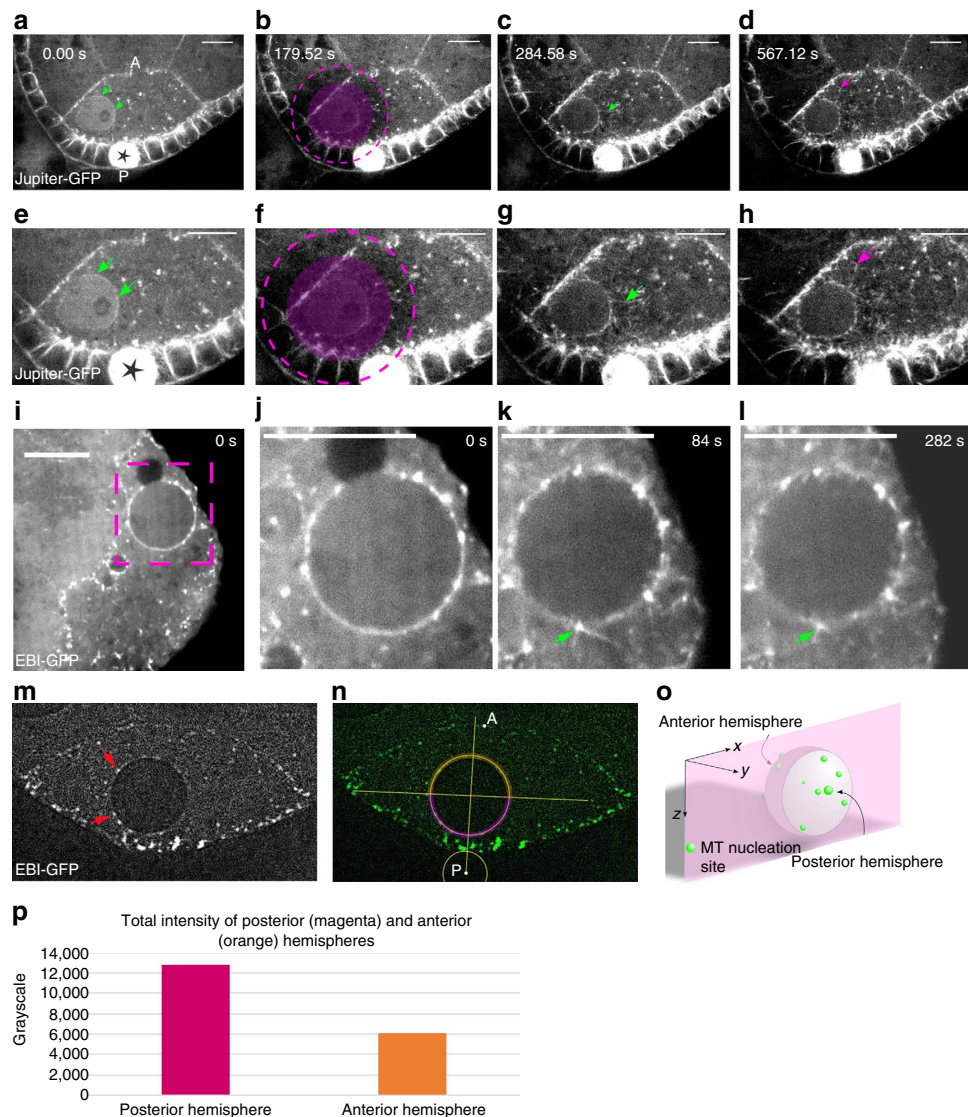 a
b
c
d
0.00 s
A
179.52 s
284.58 s
567.12 s
P
Jupiter-GFP
e
f
g
h
Jupiter-GFP
i
j
k
l
0 s
0 s
84 s
282 s
EBI-GFP
m
n
o
A
Anterior hemisphere
x
y
z
MT nucleation
site
Posterior hemisphere
P
EBI-GFP
p
Total intensity of posterior (magenta) and anterior
(orange) hemispheres
14,000
12,000
10,000
8,000
6,000
4,000
2,000
0
Grayscale
Posterior hemisphere
Anterior hemisphere